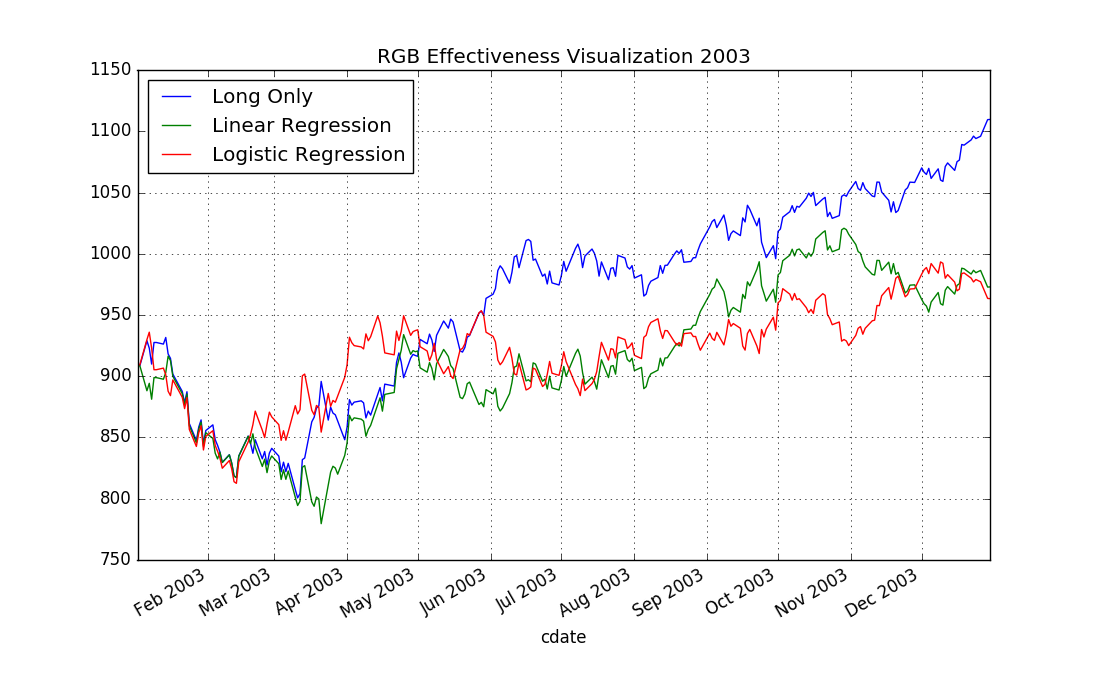 RGB Effectiveness Visualization 2003
1150
1100
1050
1000
950
900
850
800
750
Long Only
Linear Regression
Logistic Regression
Feb 2003
Mar 2003
Apr 2003
May 2003
Jun 2003
Jul 2003
Aug 2003
Sep 2003
Oct 2003
Nov 2003
Dec 2003
cdate